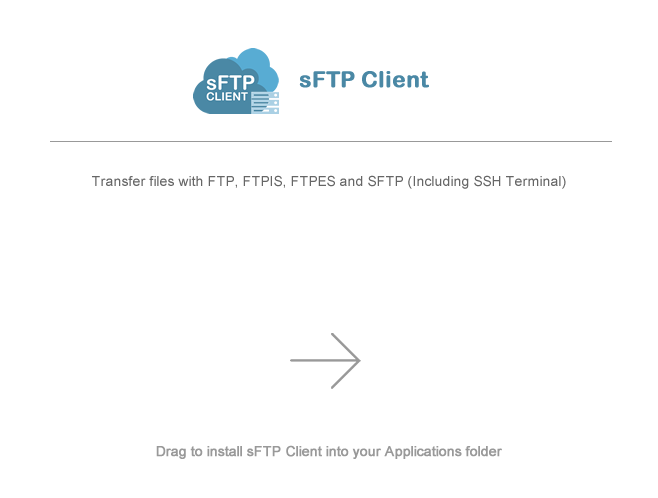 sFTP
CLIENT
sFTP Client
Transfer files with FTP, FTPIS, FTPES and SFTP (Including SSH Terminal)
Drag to install sFTP Client into your Applications folder